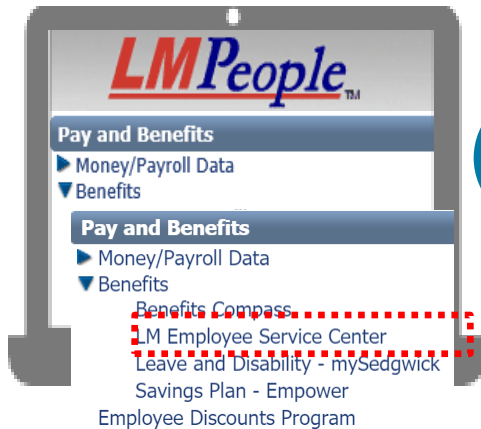 LMPeople TM
Pay and Benefits
Money/Payroll Data
Benefits
Pay and Benefits
Money/Payroll Data
Benefits
Benefits Compass
LM Employee Service Center
Leave and Disability - mySedgwick
Savings Plan - Empower
Employee Discounts Program